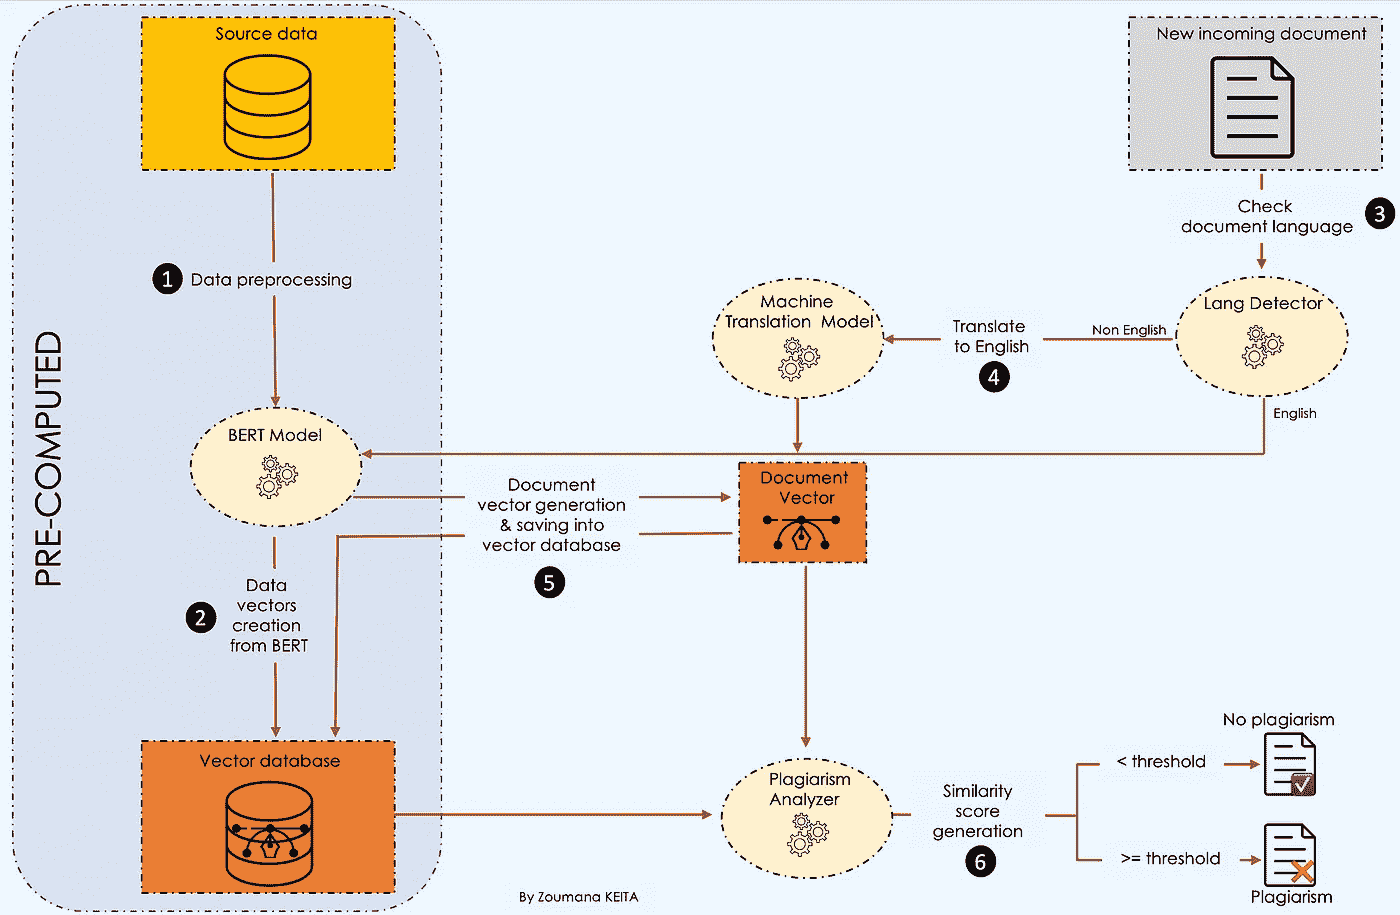 Source data
New incoming document
Check
document language
3
1
Data preprocessing
Machine
Translation Model
Translate
to English
4
Non English
Lang Detector
English
PRE-COMPUTED
BERT Model
Document
vector generation
& saving into
vector database
5
Document
Vector
2
Data
vectors
creation
from BERT
Vector database
Plagiarism
Analyzer
Similarity
score
generation
6
No plagiarism
< threshold
>= threshold
Plagiarism
By Zoumana KEITA